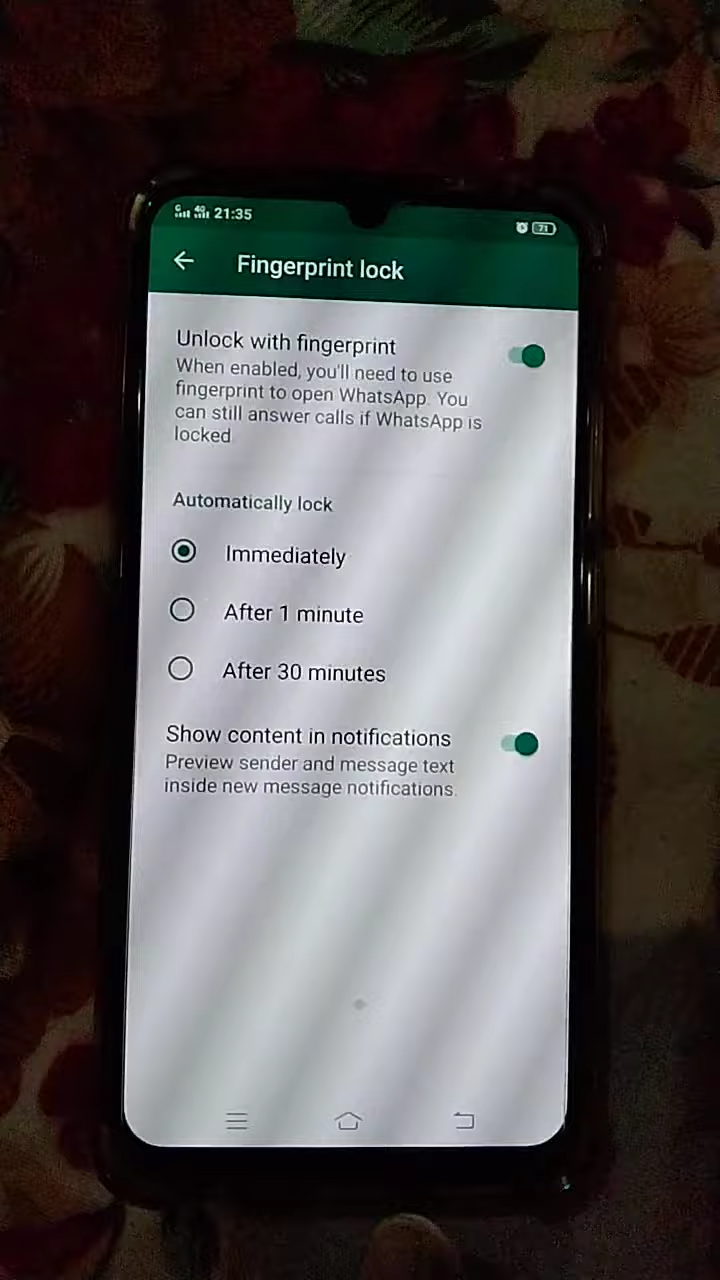 G 4G 21:35
71
Fingerprint lock
Unlock with fingerprint
When enabled, you'll need to use
fingerprint to open WhatsApp. You
can still answer calls if WhatsApp is
locked.
Automatically lock
Immediately
After 1 minute
After 30 minutes
Show content in notifications
Preview sender and message text
inside new message notifications.